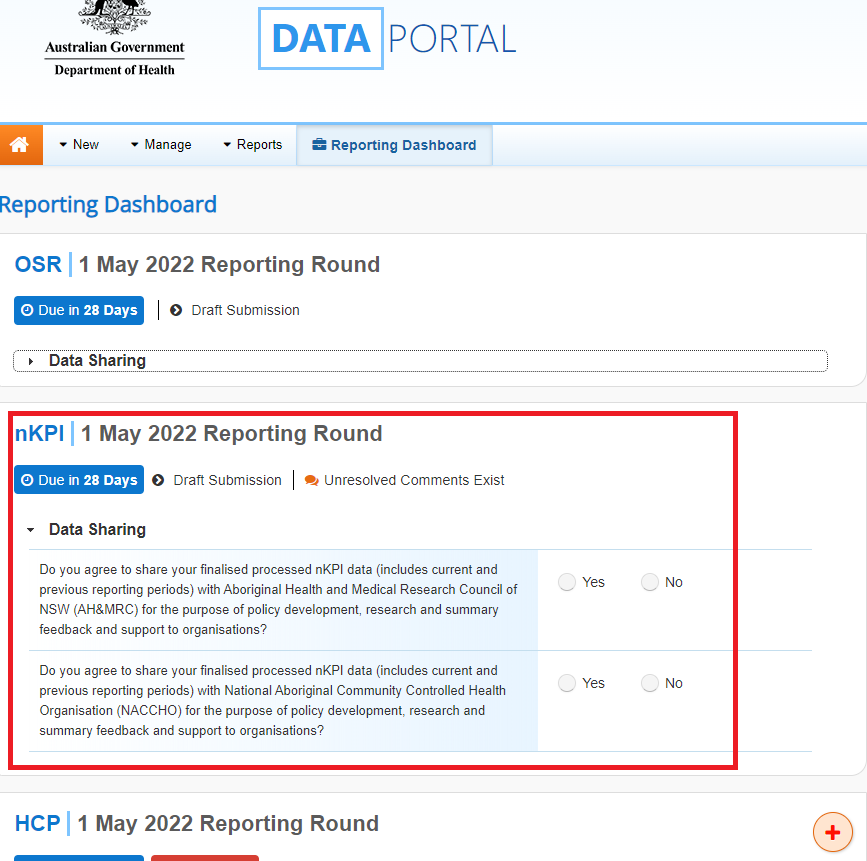 Australian Government
Department of Health
DATA PORTAL
New Manage Reports Reporting Dashboard
Reporting Dashboard
OSR 1 May 2022 Reporting Round
Due in 28 Days Draft Submission
Data Sharing
nKPI 1 May 2022 Reporting Round
Due in 28 Days Draft Submission Unresolved Comments Exist
Data Sharing
Do you agree to share your finalised processed nKPI data (includes current and
previous reporting periods) with Aboriginal Health and Medical Research Council of
NSW (AH&MRC) for the purpose of policy development, research and summary
feedback and support to organisations?
Yes No
Do you agree to share your finalised processed nKPI data (includes current and
previous reporting periods) with National Aboriginal Community Controlled Health
Organisation (NACCHO) for the purpose of policy development, research and
summary feedback and support to organisations?
Yes No
HCP 1 May 2022 Reporting Round